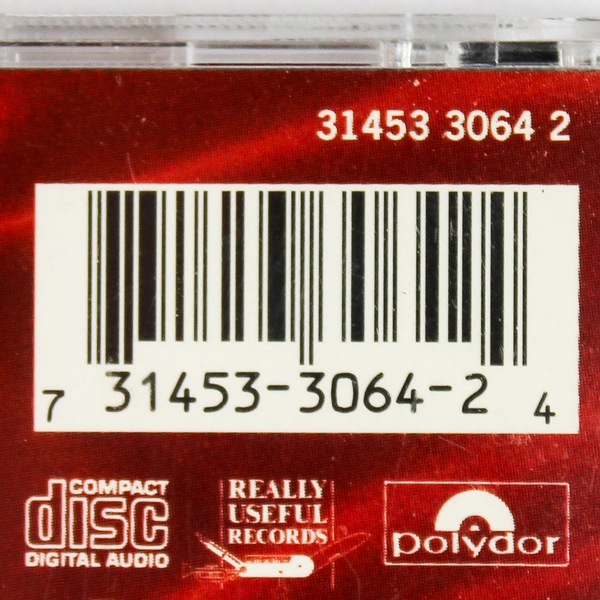 31453 3064 2
7 31453-3064-2 4
COMPACT
disc
DIGITAL AUDIO
REALLY
USEFUL
RECORDS
polydor